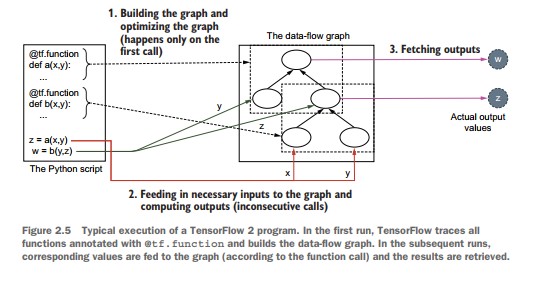 1. Building the graph and
optimizing the graph
(happens only on the
first call)
The data-flow graph
3. Fetching outputs
@tf.function
def a(x,y):
...
@tf.function
def b(x,y):
...
z = a(x,y)
w = b(y,z)
The Python script
y
z
x
y
w
z
Actual output
values
2. Feeding in necessary inputs to the graph and
computing outputs (inconsecutive calls)
Figure 2.5 Typical execution of a TensorFlow 2 program. In the first run, TensorFlow traces all
functions annotated with @tf.function and builds the data-flow graph. In the subsequent runs,
corresponding values are fed to the graph (according to the function call) and the results are retrieved.